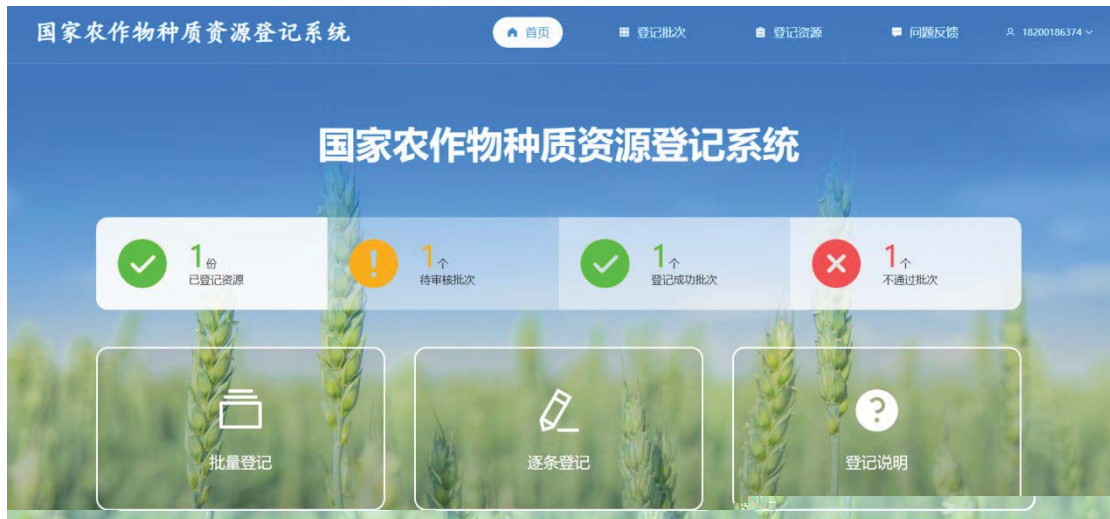 国家农作物种质资源登记系统
首页 登记批次 登记资源 问题反馈 18200186374
国家农作物种质资源登记系统
1份 1个 1个 1个
已登记资源 待审核批次 登记成功批次 不通过批次
批量登记 逐条登记 登记说明